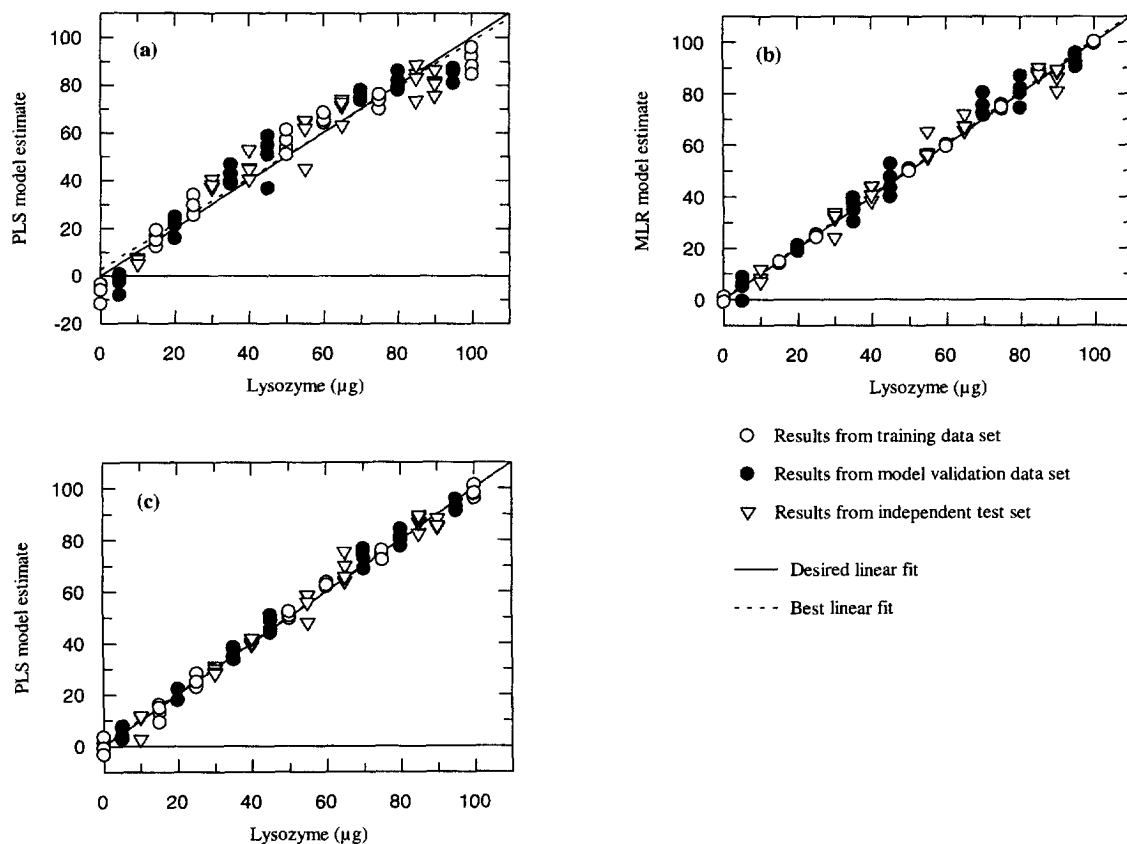 (a)
PLS model estimate
100
80
60
40
20
0
-20
0 20 40 60 80 100
Lysozyme (µg)
(b)
MLR model estimate
100
80
60
40
20
0
0 20 40 60 80 100
Lysozyme (µg)
Results from training data set
Results from model validation data set
Results from independent test set
Desired linear fit
Best linear fit
(c)
PLS model estimate
100
80
60
40
20
0
0 20 40 60 80 100
Lysozyme (µg)